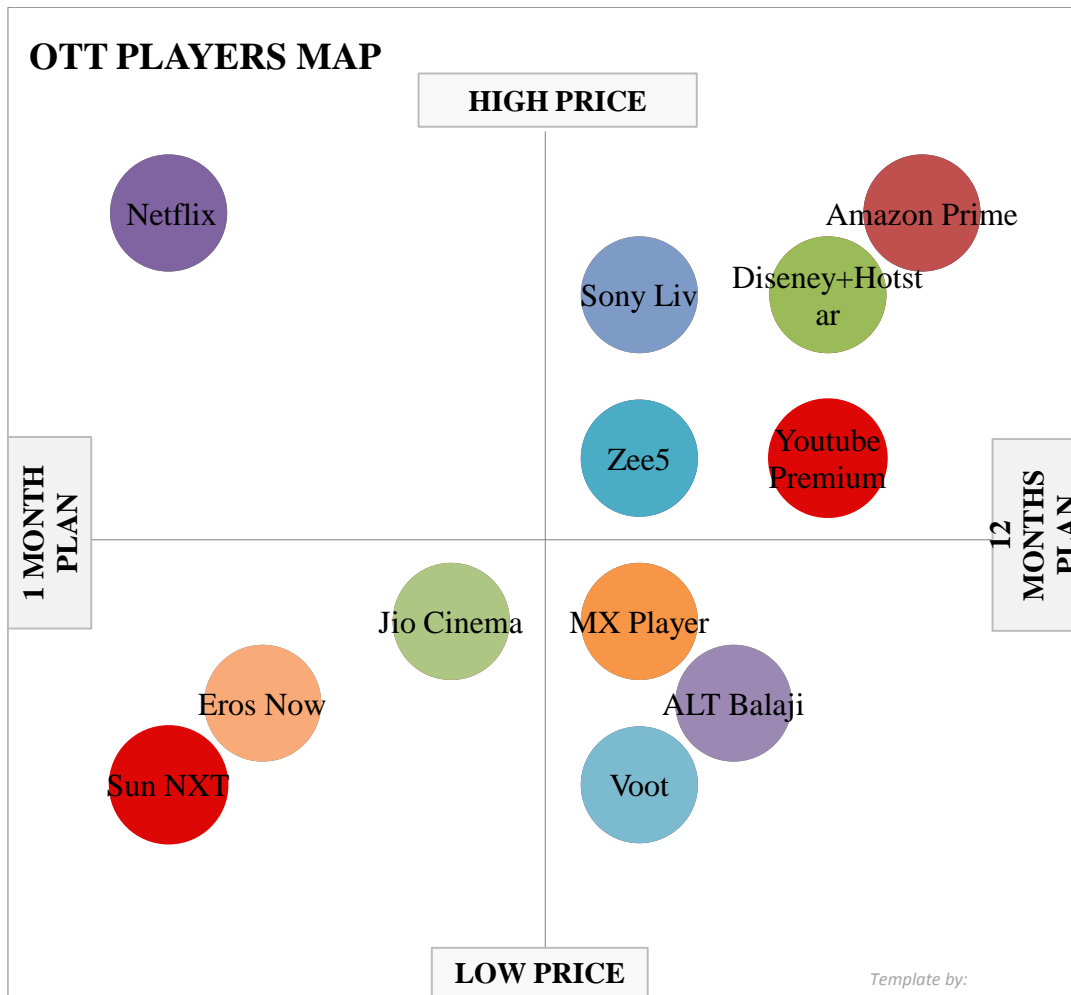 OTT PLAYERS MAP
HIGH PRICE
Netflix
Amazon Prime
Sony Liv
Diseney+Hotst
ar
Zee5
Youtube
Premium
1 MONTH
PLAN
12
MONTHS
PLAN
Jio Cinema
MX Player
Eros Now
ALT Balaji
Sun NXT
Voot
LOW PRICE
Template by: